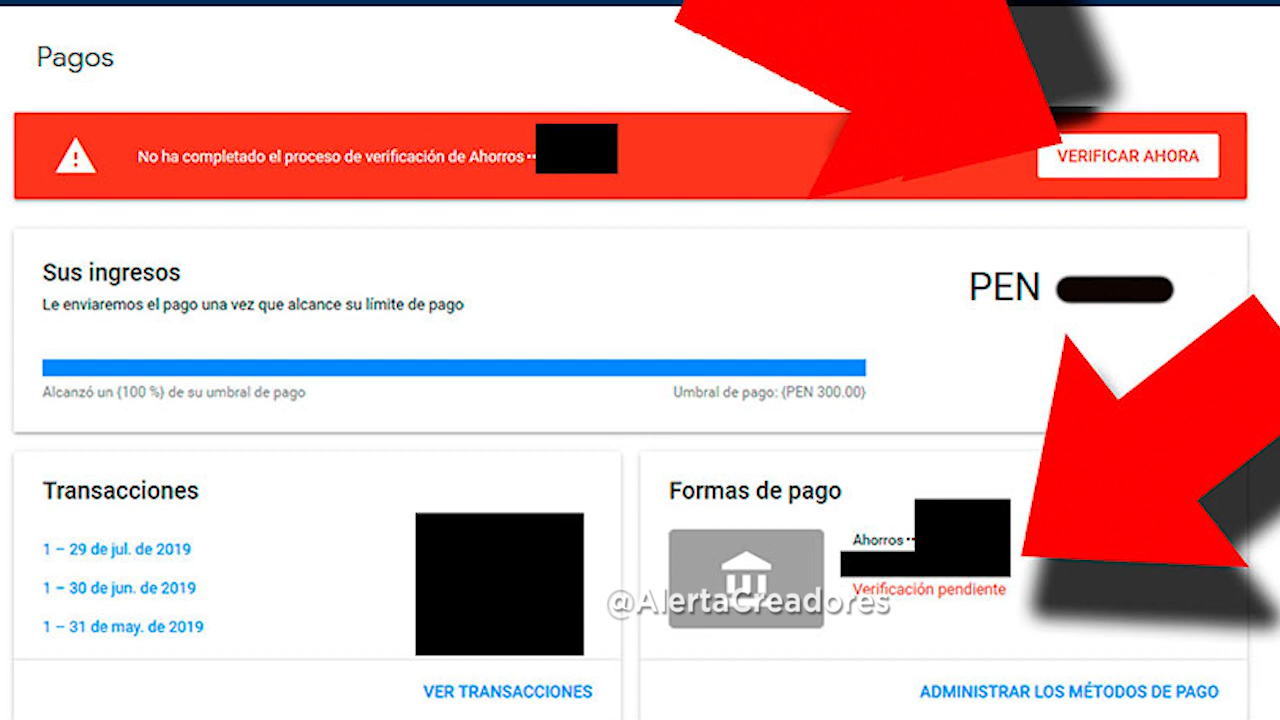 Pagos
No ha completado el proceso de verificación de Ahorros ••
VERIFICAR AHORA
Sus ingresos
Le enviaremos el pago una vez que alcance su límite de pago
PEN
Alcanzó un (100 %) de su umbral de pago
Umbral de pago: (PEN 300.00)
Transacciones
1 – 29 de jul. de 2019
1 – 30 de jun. de 2019
1 – 31 de may. de 2019
VER TRANSACCIONES
Formas de pago
Ahorros ••
Verificación pendiente
@AlertaCreadores
ADMINISTRAR LOS MÉTODOS DE PAGO